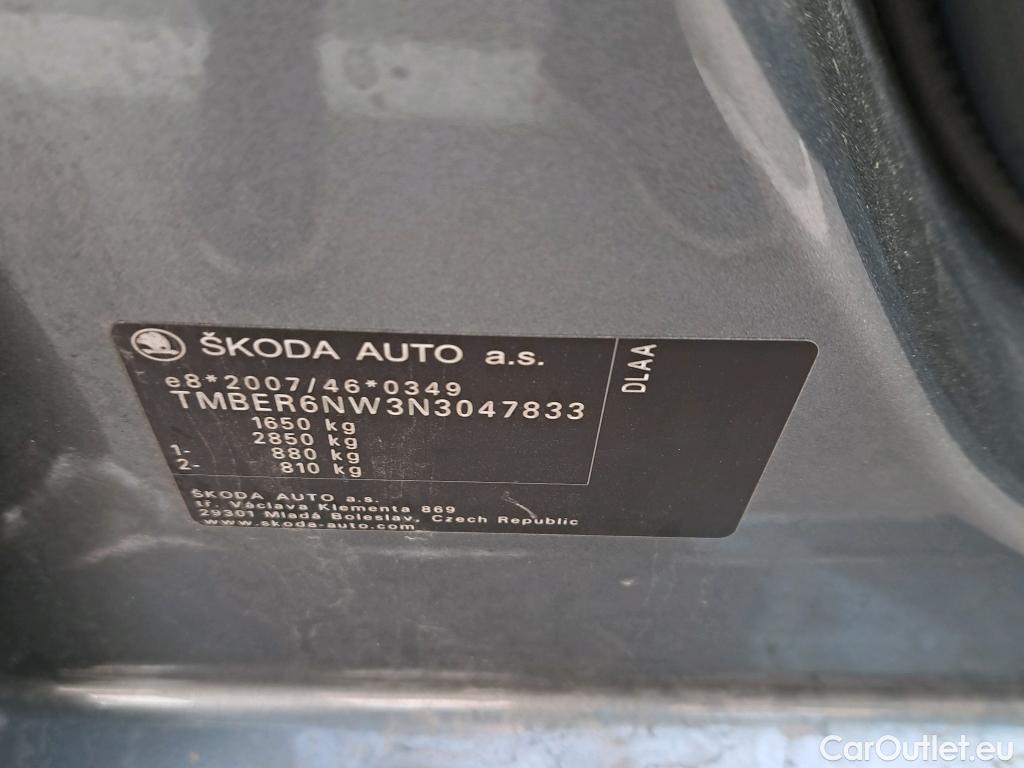 ŠKODA AUTO a.s.
e8*2007/46*0349
TMBER6NW3N3047833
1650 kg
2850 kg
1- 880 kg
2- 810 kg
DLAA
ŠKODA AUTO a.s.
tř. Václava Klementa 869
29301 Mladá Boleslav, Czech Republic
www.skoda-auto.com
CarOutlet.eu